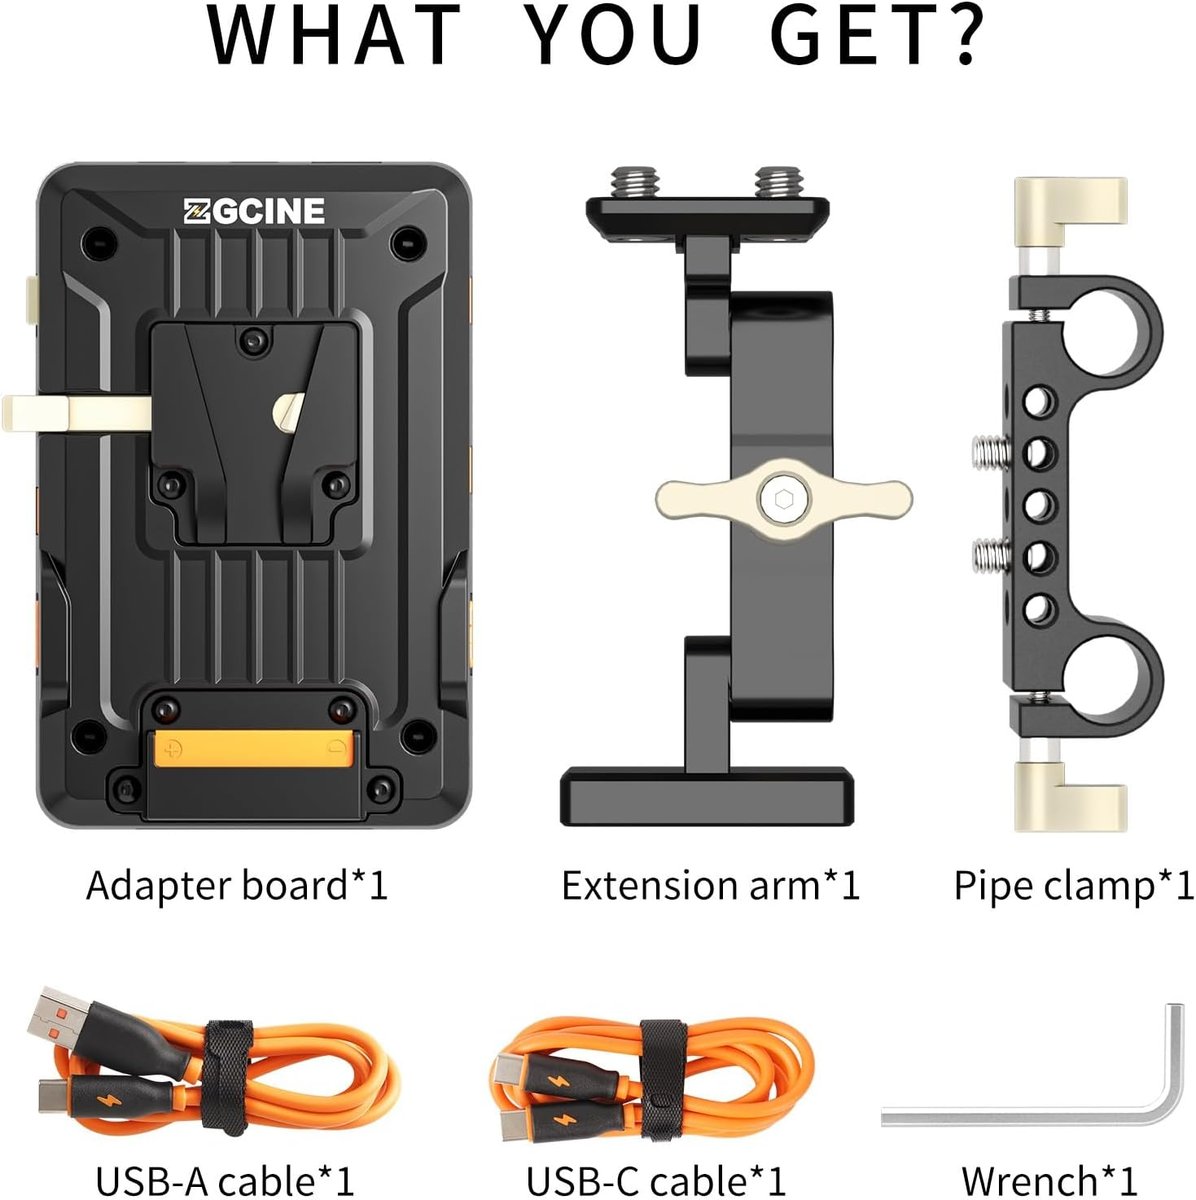 WHAT YOU GET?
ZGCINE
+
Adapter board*1
Extension arm*1
Pipe clamp*1
USB-A cable*1
USB-C cable*1
Wrench*1